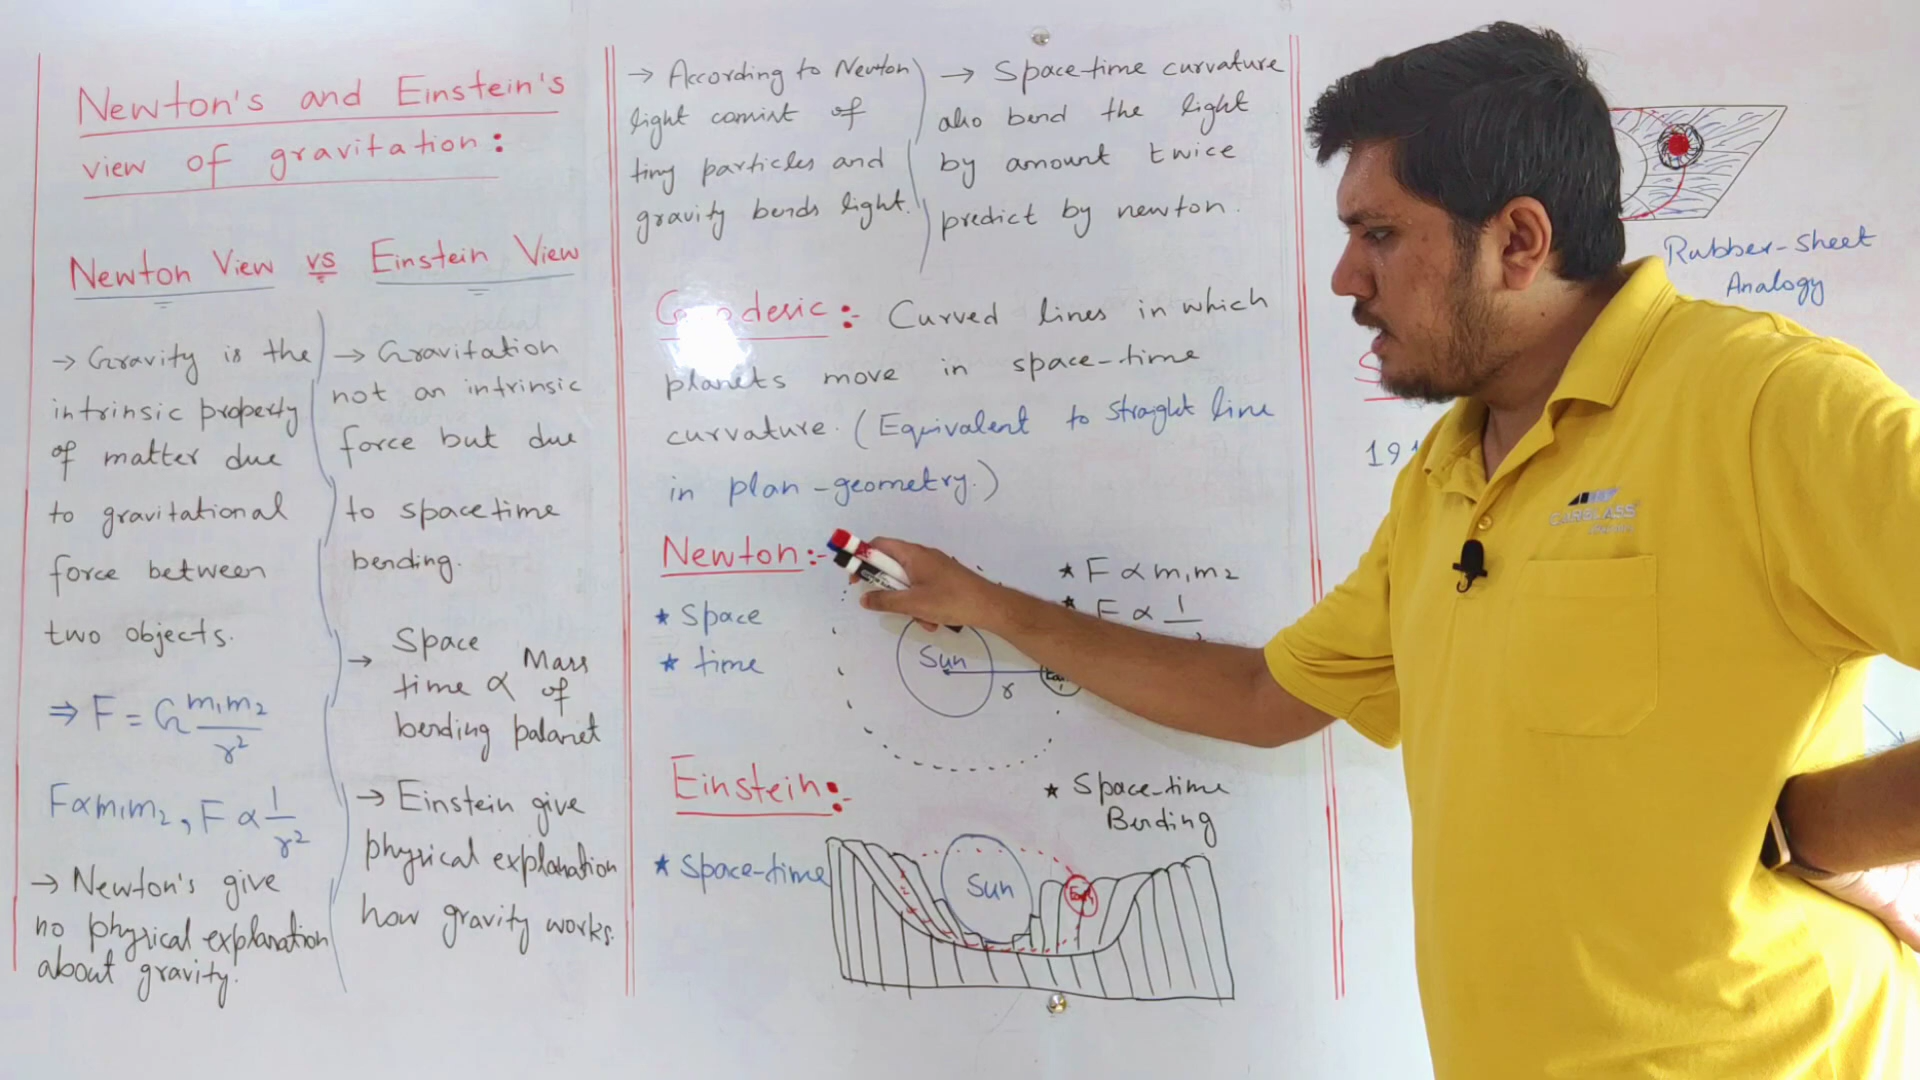 Newton's and Einstein's
view of gravitation:
Newton View vs Einstein View
→ Gravity is the
intrinsic property
of matter due
to gravitational
force between
two objects.
⇒ F = G m₁m₂ / r²
F ∝ m₁m₂, F ∝ 1 / r²
→ Newton's give
no physical explanation
about gravity.
→ Gravitation
not an intrinsic
force but due
to space time
bending.
→ Space time bending ∝ Mass of palanet
→ Einstein give
physical explanation
how gravity works.
→ According to Newton
light consist of
tiny particles and
gravity bends light.
→ Space-time curvature
also bend the light
by amount twice
predict by newton.
Geodesic:- Curved lines in which
planets move in space-time
curvature. (Equivalent to straight line
in plan-geometry.)
Newton:-
* Space
* time
Sun
r
* F ∝ m₁m₂
* F ∝ 1
Einstein:-
* Space-time
* Space-time
Bending
Sun
Rubber-Sheet
Analogy